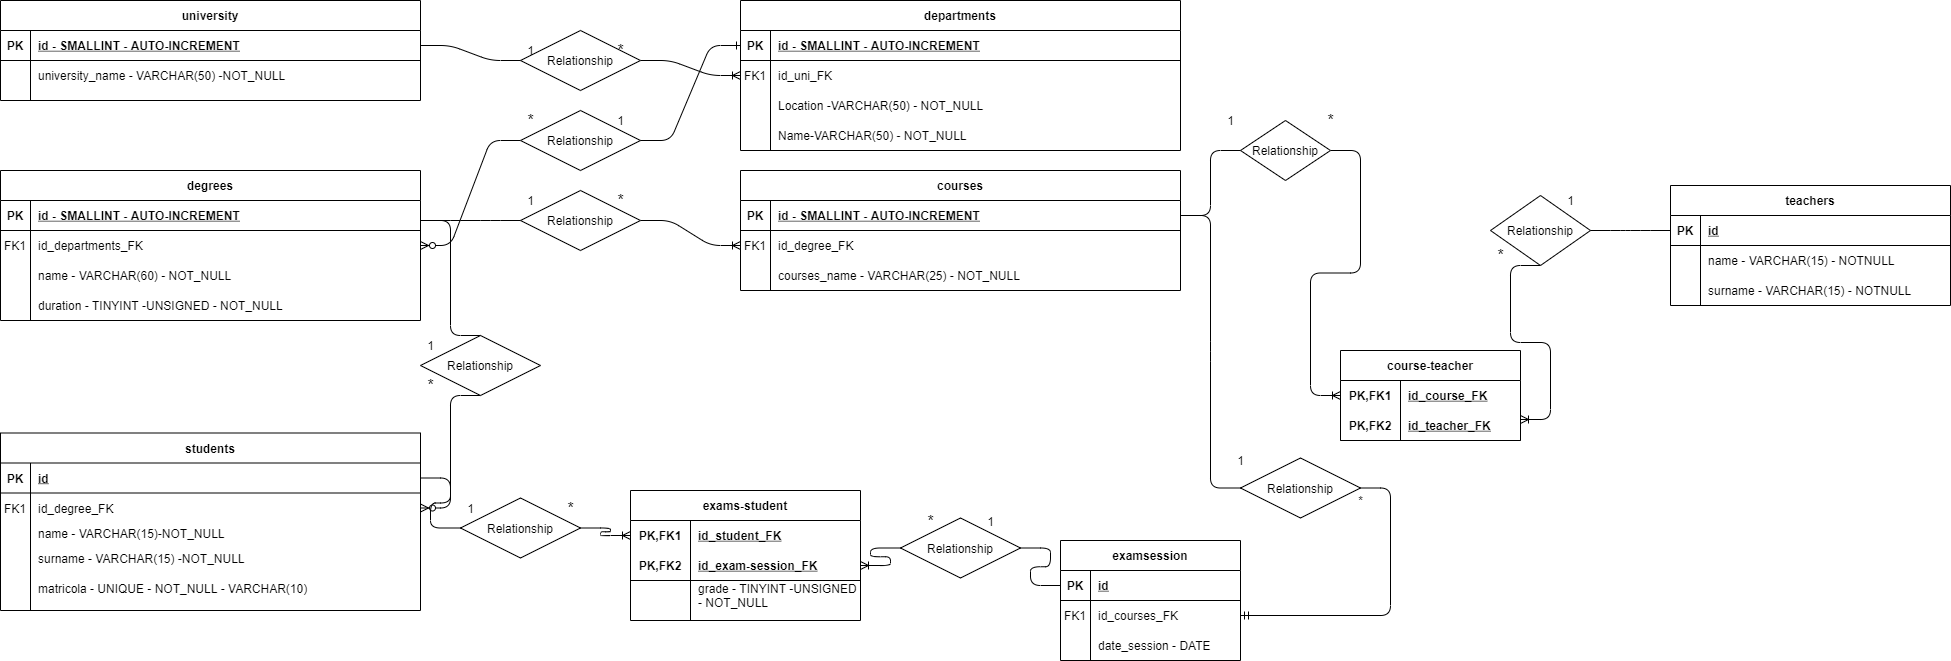 university
PK id - SMALLINT - AUTO-INCREMENT
university_name - VARCHAR(50) -NOT_NULL
1 Relationship *
departments
PK id - SMALLINT - AUTO-INCREMENT
FK1 id_uni_FK
Location -VARCHAR(50) - NOT_NULL
Name-VARCHAR(50) - NOT_NULL
* Relationship 1
degrees
PK id - SMALLINT - AUTO-INCREMENT
FK1 id_departments_FK
name - VARCHAR(60) - NOT_NULL
duration - TINYINT -UNSIGNED - NOT_NULL
1 Relationship *
courses
PK id - SMALLINT - AUTO-INCREMENT
FK1 id_degree_FK
courses_name - VARCHAR(25) - NOT_NULL
1 Relationship *
1
Relationship
*
teachers
PK id
name - VARCHAR(15) - NOTNULL
surname - VARCHAR(15) - NOTNULL
1
Relationship
*
course-teacher
PK,FK1 id_course_FK
PK,FK2 id_teacher_FK
students
PK id
FK1 id_degree_FK
name - VARCHAR(15)-NOT_NULL
surname - VARCHAR(15) -NOT_NULL
matricola - UNIQUE - NOT_NULL - VARCHAR(10)
1 Relationship *
exams-student
PK,FK1 id_student_FK
PK,FK2 id_exam-session_FK
grade - TINYINT -UNSIGNED
- NOT_NULL
* Relationship 1
1 Relationship *
examsession
PK id
FK1 id_courses_FK
date_session - DATE